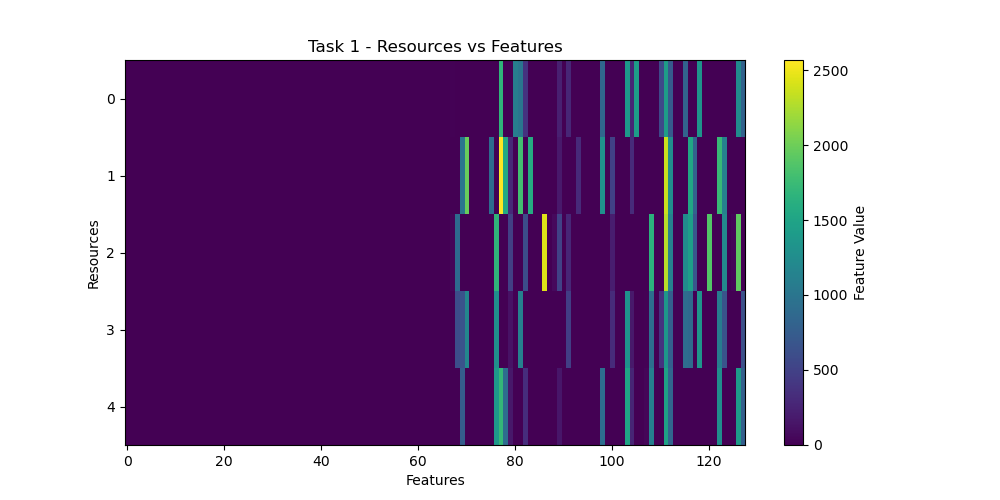 Task 1 - Resources vs Features
Resources
0
1
2
3
4
0 20 40 60 80 100 120
Features
2500
2000
1500
1000
500
0
Feature Value